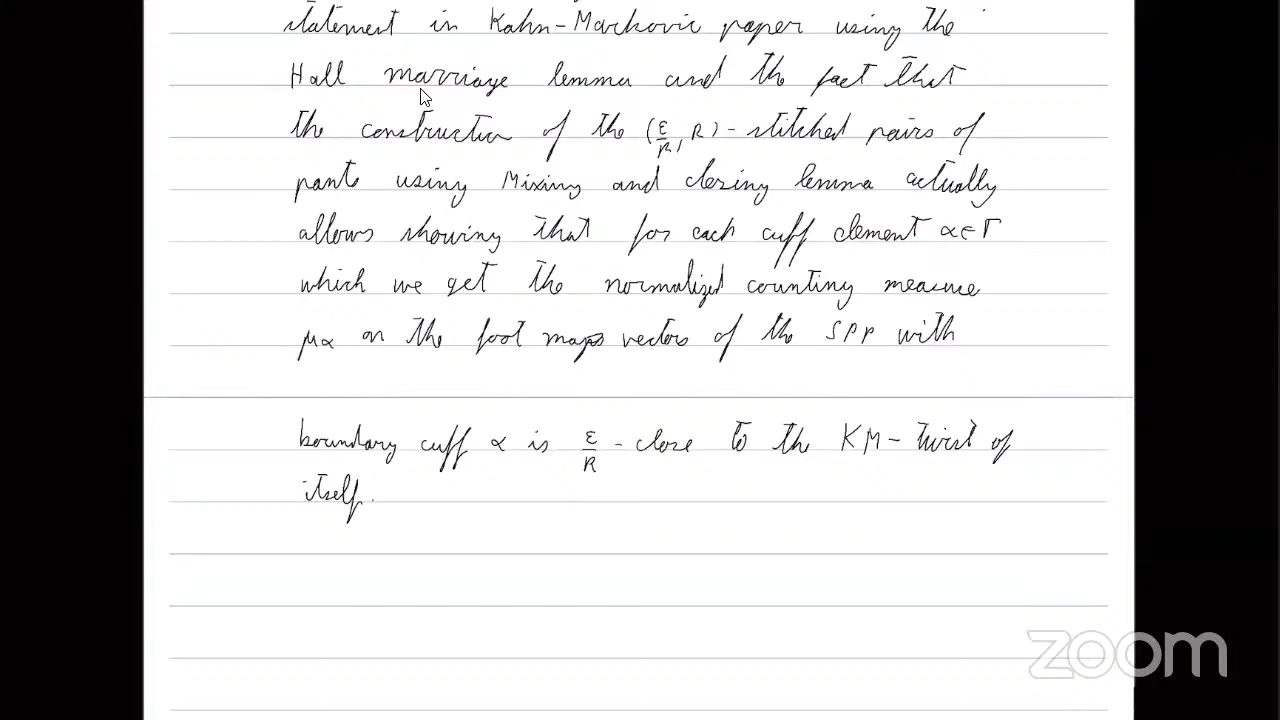 statement in Kahn-Markovic paper using the
Hall marriage lemma and the fact that
the construction of the (ε/R, R)-stitched pairs of
pants using Mixing and closing lemma actually
allows showing that for each cuff element α∈Γ
which we get the normalized counting measure
μα on the foot maps vectors of the SPP with
boundary cuff α is ε/R-close to the KM-twist of
itself.
zoom